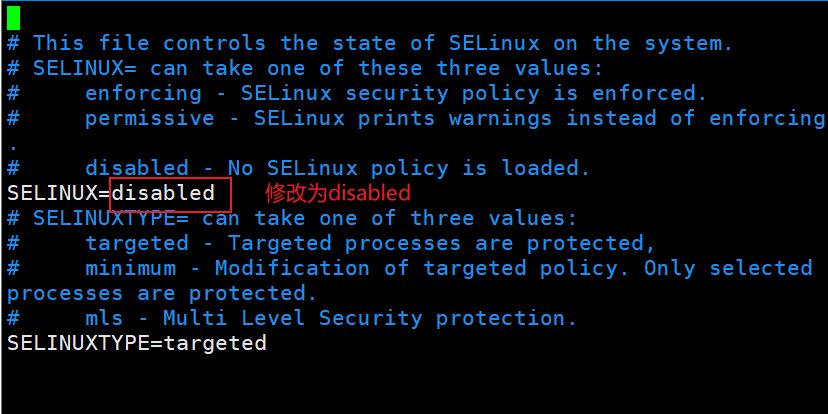 # This file controls the state of SELinux on the system.
# SELINUX= can take one of these three values:
#     enforcing - SELinux security policy is enforced.
#     permissive - SELinux prints warnings instead of enforcing
.
#     disabled - No SELinux policy is loaded.
SELINUX=disabled 修改为disabled
# SELINUXTYPE= can take one of three values:
#     targeted - Targeted processes are protected,
#     minimum - Modification of targeted policy. Only selected
processes are protected.
#     mls - Multi Level Security protection.
SELINUXTYPE=targeted